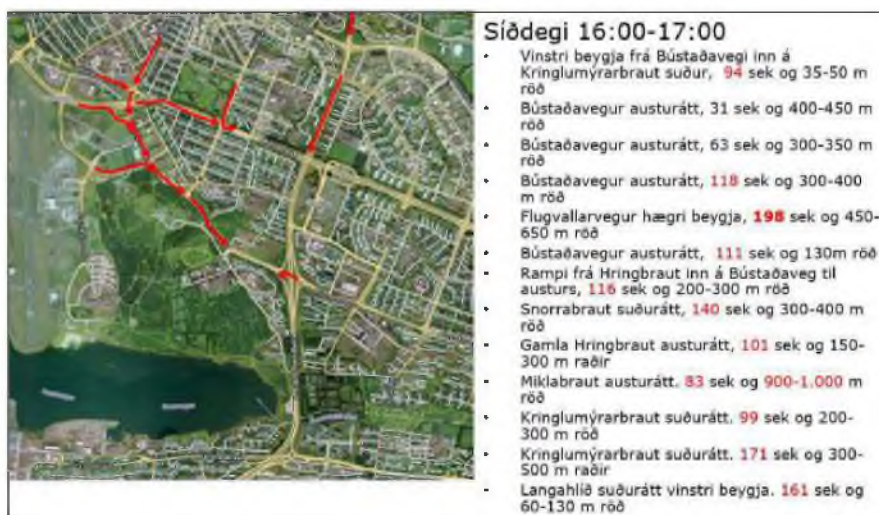 Síðdegi 16:00-17:00
• Vinstri beygja frá Bústaðavegi inn á
Kringlumýrarbraut suður, 94 sek og 35-50 m
röð
• Bústaðavegur austurátt, 31 sek og 400-450 m
röð
• Bústaðavegur austurátt, 63 sek og 300-350 m
röð
• Bústaðavegur austurátt, 118 sek og 300-400
m röð
• Flugvallarvegur hægri beygja, 198 sek og 450-
650 m röð
• Bústaðavegur austurátt, 111 sek og 130m röð
• Rampi frá Hringbraut inn á Bústaðaveg til
austurs, 116 sek og 200-300 m röð
• Snorrabraut suðurátt, 140 sek og 300-400 m
röð
• Gamla Hringbraut austurátt, 101 sek og 150-
300 m raðir
• Miklabraut austurátt. 83 sek og 900-1.000 m
röð
• Kringlumýrarbraut suðurátt. 99 sek og 200-
300 m röð
• Kringlumýrarbraut suðurátt. 171 sek og 300-
500 m raðir
• Langahlíð suðurátt vinstri beygja. 161 sek og
60-130 m röð